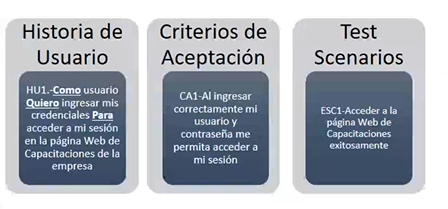 Historia de
Usuario
HU1.-Como usuario
Quiero ingresar mis
credenciales Para
acceder a mi sesión
en la página Web de
Capacitaciones de la
empresa
Criterios de
Aceptación
CA1-Al ingresar
correctamente mi
usuario y
contraseña me
permita acceder a
mi sesión
Test
Scenarios
ESC1-Acceder a la
página Web de
Capacitaciones
exitosamente